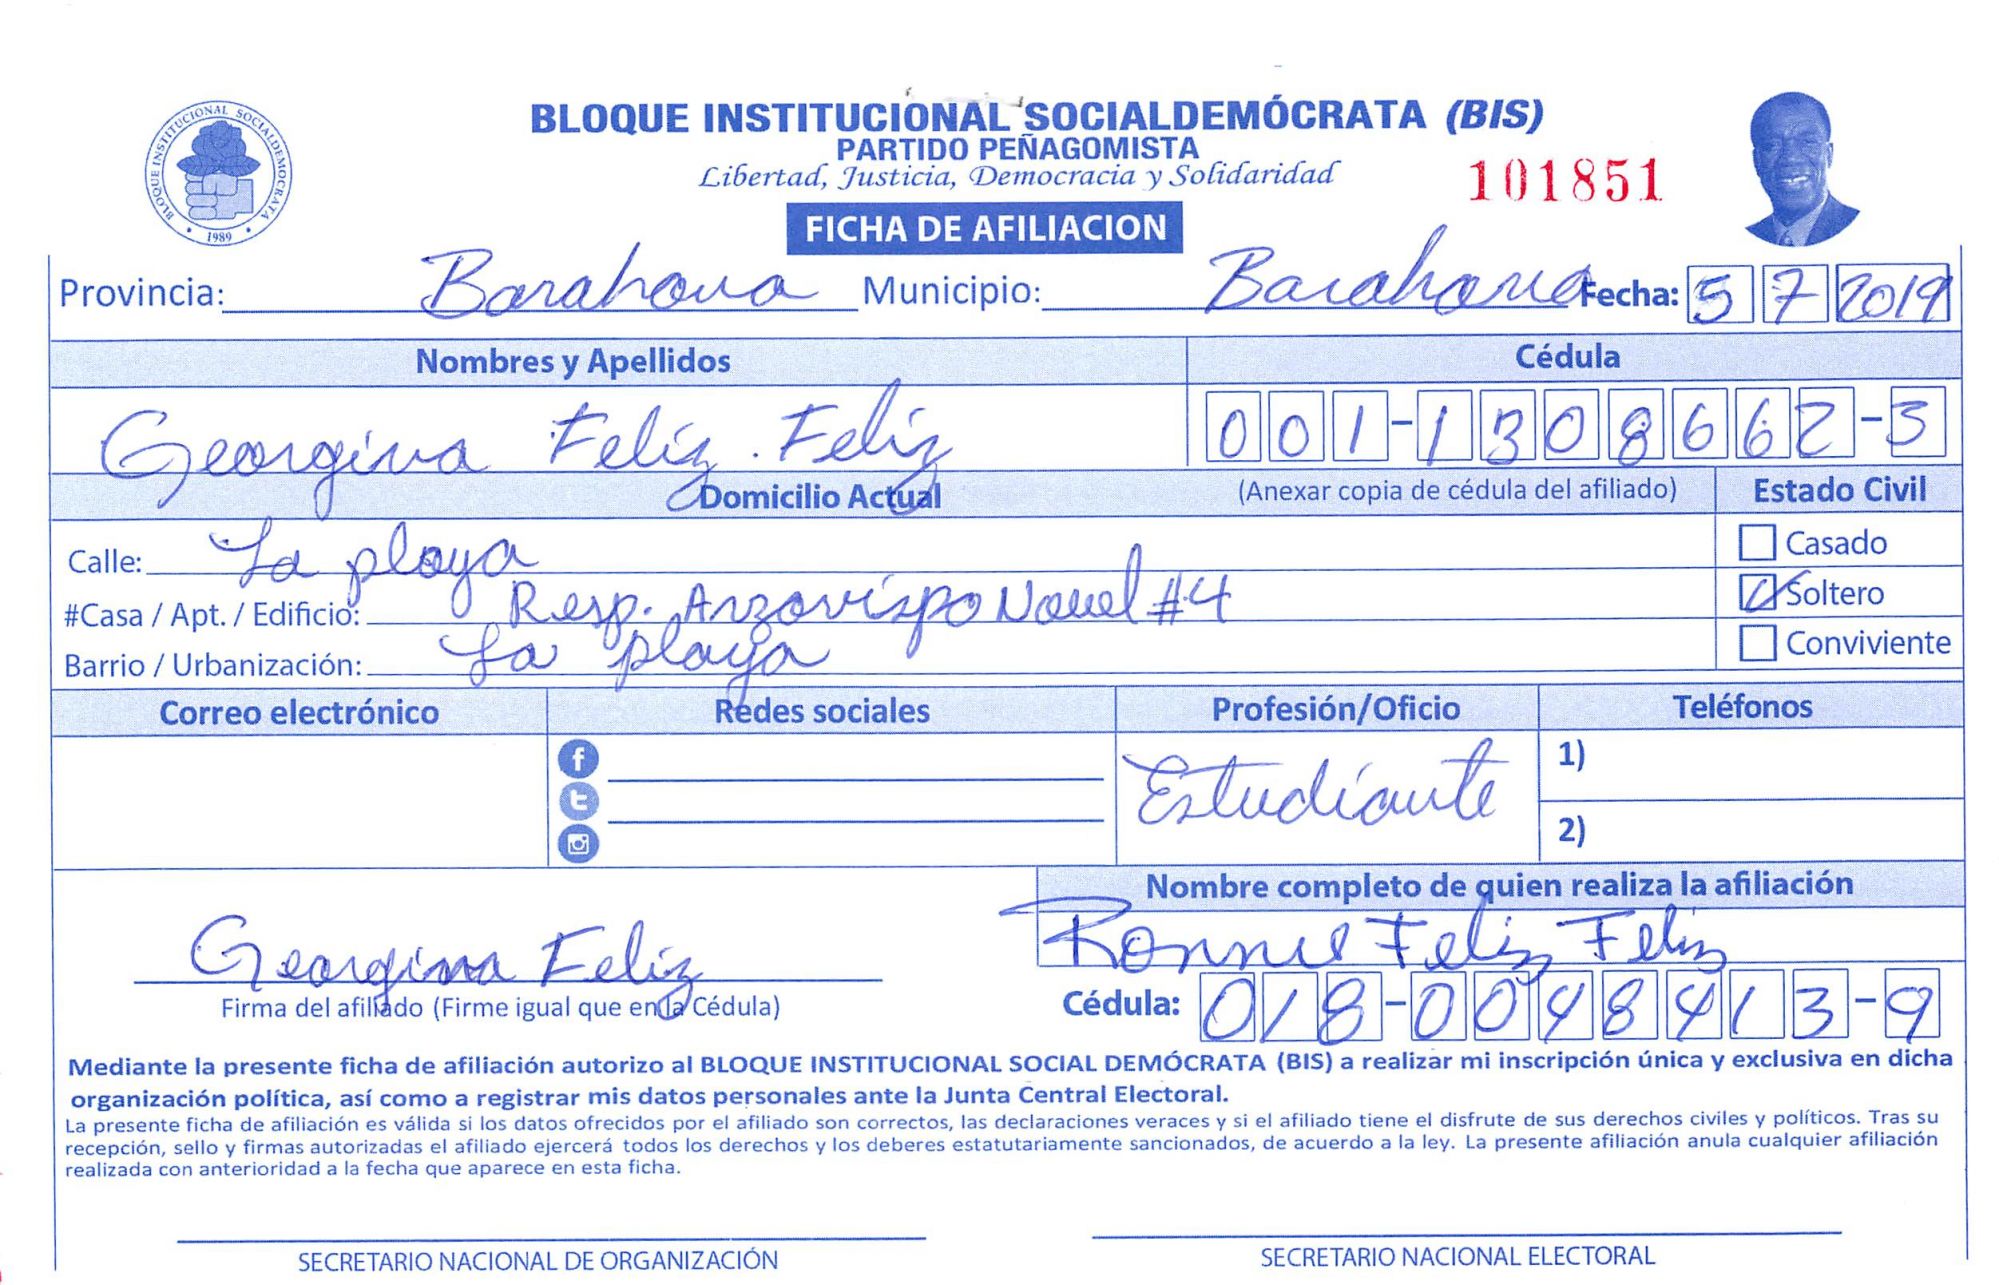 BLOQUE INSTITUCIONAL SOCIALDEMOCRATA
1989
BLOQUE INSTITUCIONAL SOCIALDEMÓCRATA (BIS)
PARTIDO PEÑAGOMISTA
Libertad, Justicia, Democracia y Solidaridad
101851
FICHA DE AFILIACION
Provincia: Barahona Municipio: Barahona Fecha: 5 7 2019
Nombres y Apellidos Cédula
Georgina Feliz. Feliz 001-1308662-3
Domicilio Actual (Anexar copia de cédula del afiliado) Estado Civil
Calle: La playa Casado
#Casa / Apt. / Edificio: Resp. Arzovispo Nouel #4 Soltero
Barrio / Urbanización: La playa Conviviente
Correo electrónico Redes sociales Profesión/Oficio Teléfonos
Estudiante 1)
2)
Nombre completo de quien realiza la afiliación
Georgina Feliz Ronnie Feliz Feliz
Firma del afiliado (Firme igual que en la Cédula) Cédula: 018-0048413-9
Mediante la presente ficha de afiliación autorizo al BLOQUE INSTITUCIONAL SOCIAL DEMÓCRATA (BIS) a realizar mi inscripción única y exclusiva en dicha
organización política, así como a registrar mis datos personales ante la Junta Central Electoral.
La presente ficha de afiliación es válida si los datos ofrecidos por el afiliado son correctos, las declaraciones veraces y si el afiliado tiene el disfrute de sus derechos civiles y políticos. Tras su
recepción, sello y firmas autorizadas el afiliado ejercerá todos los derechos y los deberes estatutariamente sancionados, de acuerdo a la ley. La presente afiliación anula cualquier afiliación
realizada con anterioridad a la fecha que aparece en esta ficha.
SECRETARIO NACIONAL DE ORGANIZACIÓN SECRETARIO NACIONAL ELECTORAL